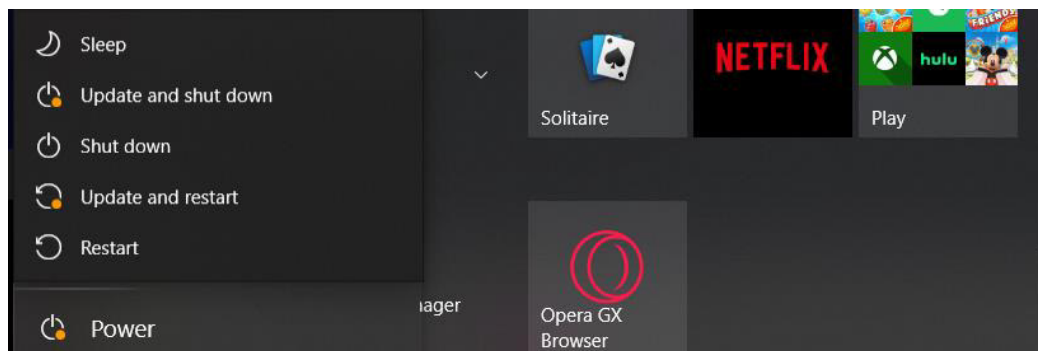 Sleep
Update and shut down
Shut down
Update and restart
Restart
Power
Solitaire
NETFLIX
hulu
Play
Opera GX
Browser